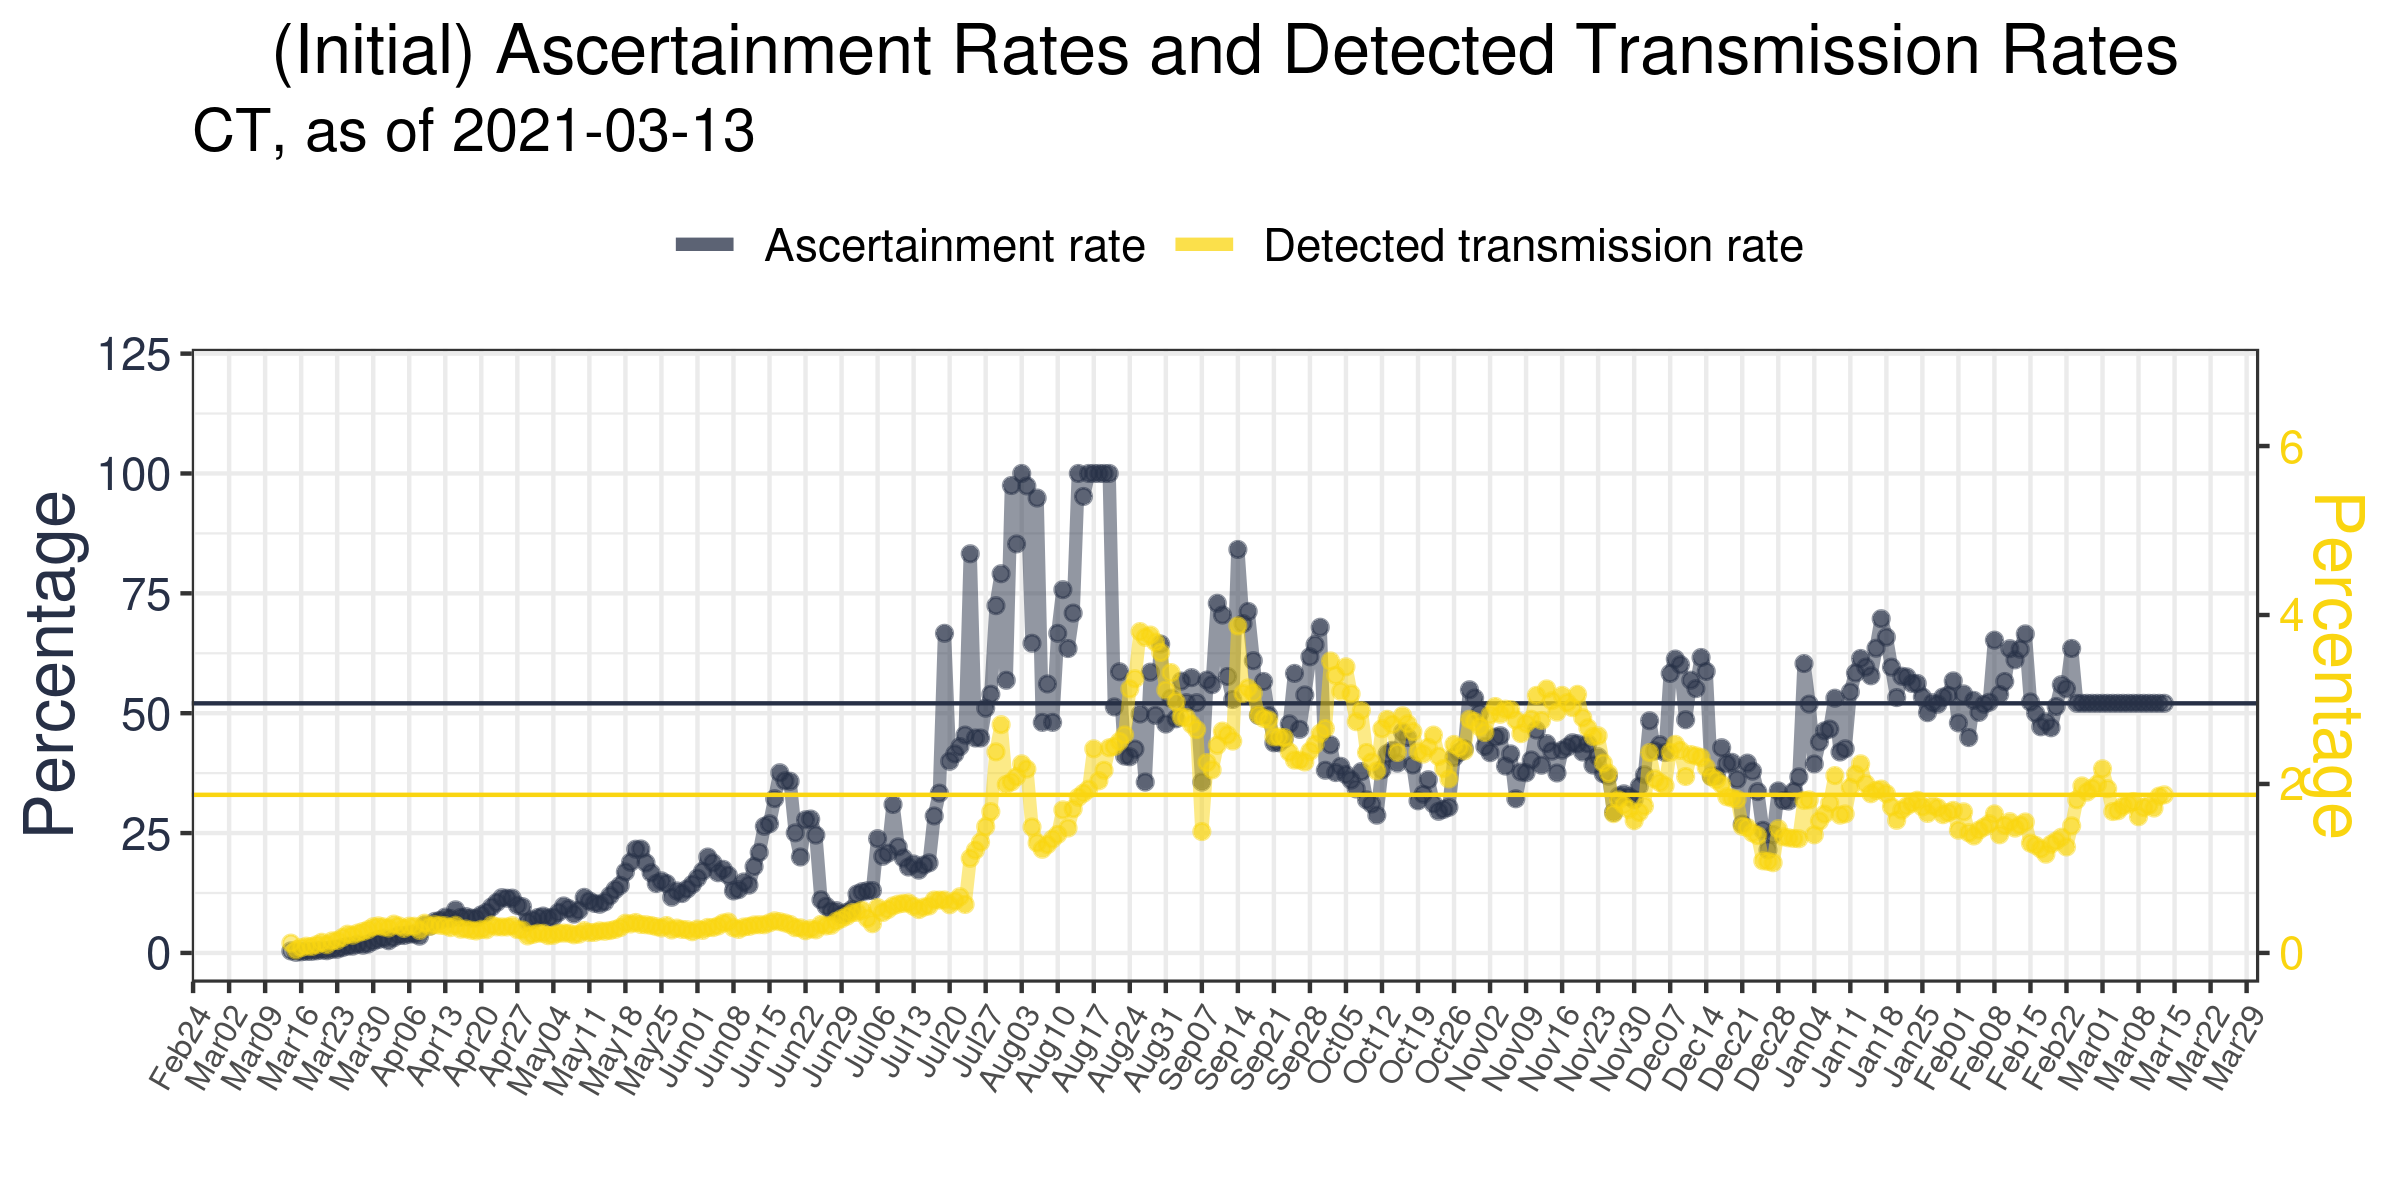 (Initial) Ascertainment Rates and Detected Transmission Rates
CT, as of 2021-03-13
Ascertainment rate
Detected transmission rate
125
100
75
50
25
0
Percentage
6
4
2
0
Percentage
Feb24
Mar02
Mar09
Mar16
Mar23
Mar30
Apr06
Apr13
Apr20
Apr27
May04
May11
May18
May25
Jun01
Jun08
Jun15
Jun22
Jun29
Jul06
Jul13
Jul20
Jul27
Aug03
Aug10
Aug17
Aug24
Aug31
Sep07
Sep14
Sep21
Sep28
Oct05
Oct12
Oct19
Oct26
Nov02
Nov09
Nov16
Nov23
Nov30
Dec07
Dec14
Dec21
Dec28
Jan04
Jan11
Jan18
Jan25
Feb01
Feb08
Feb15
Feb22
Mar01
Mar08
Mar15
Mar22
Mar29